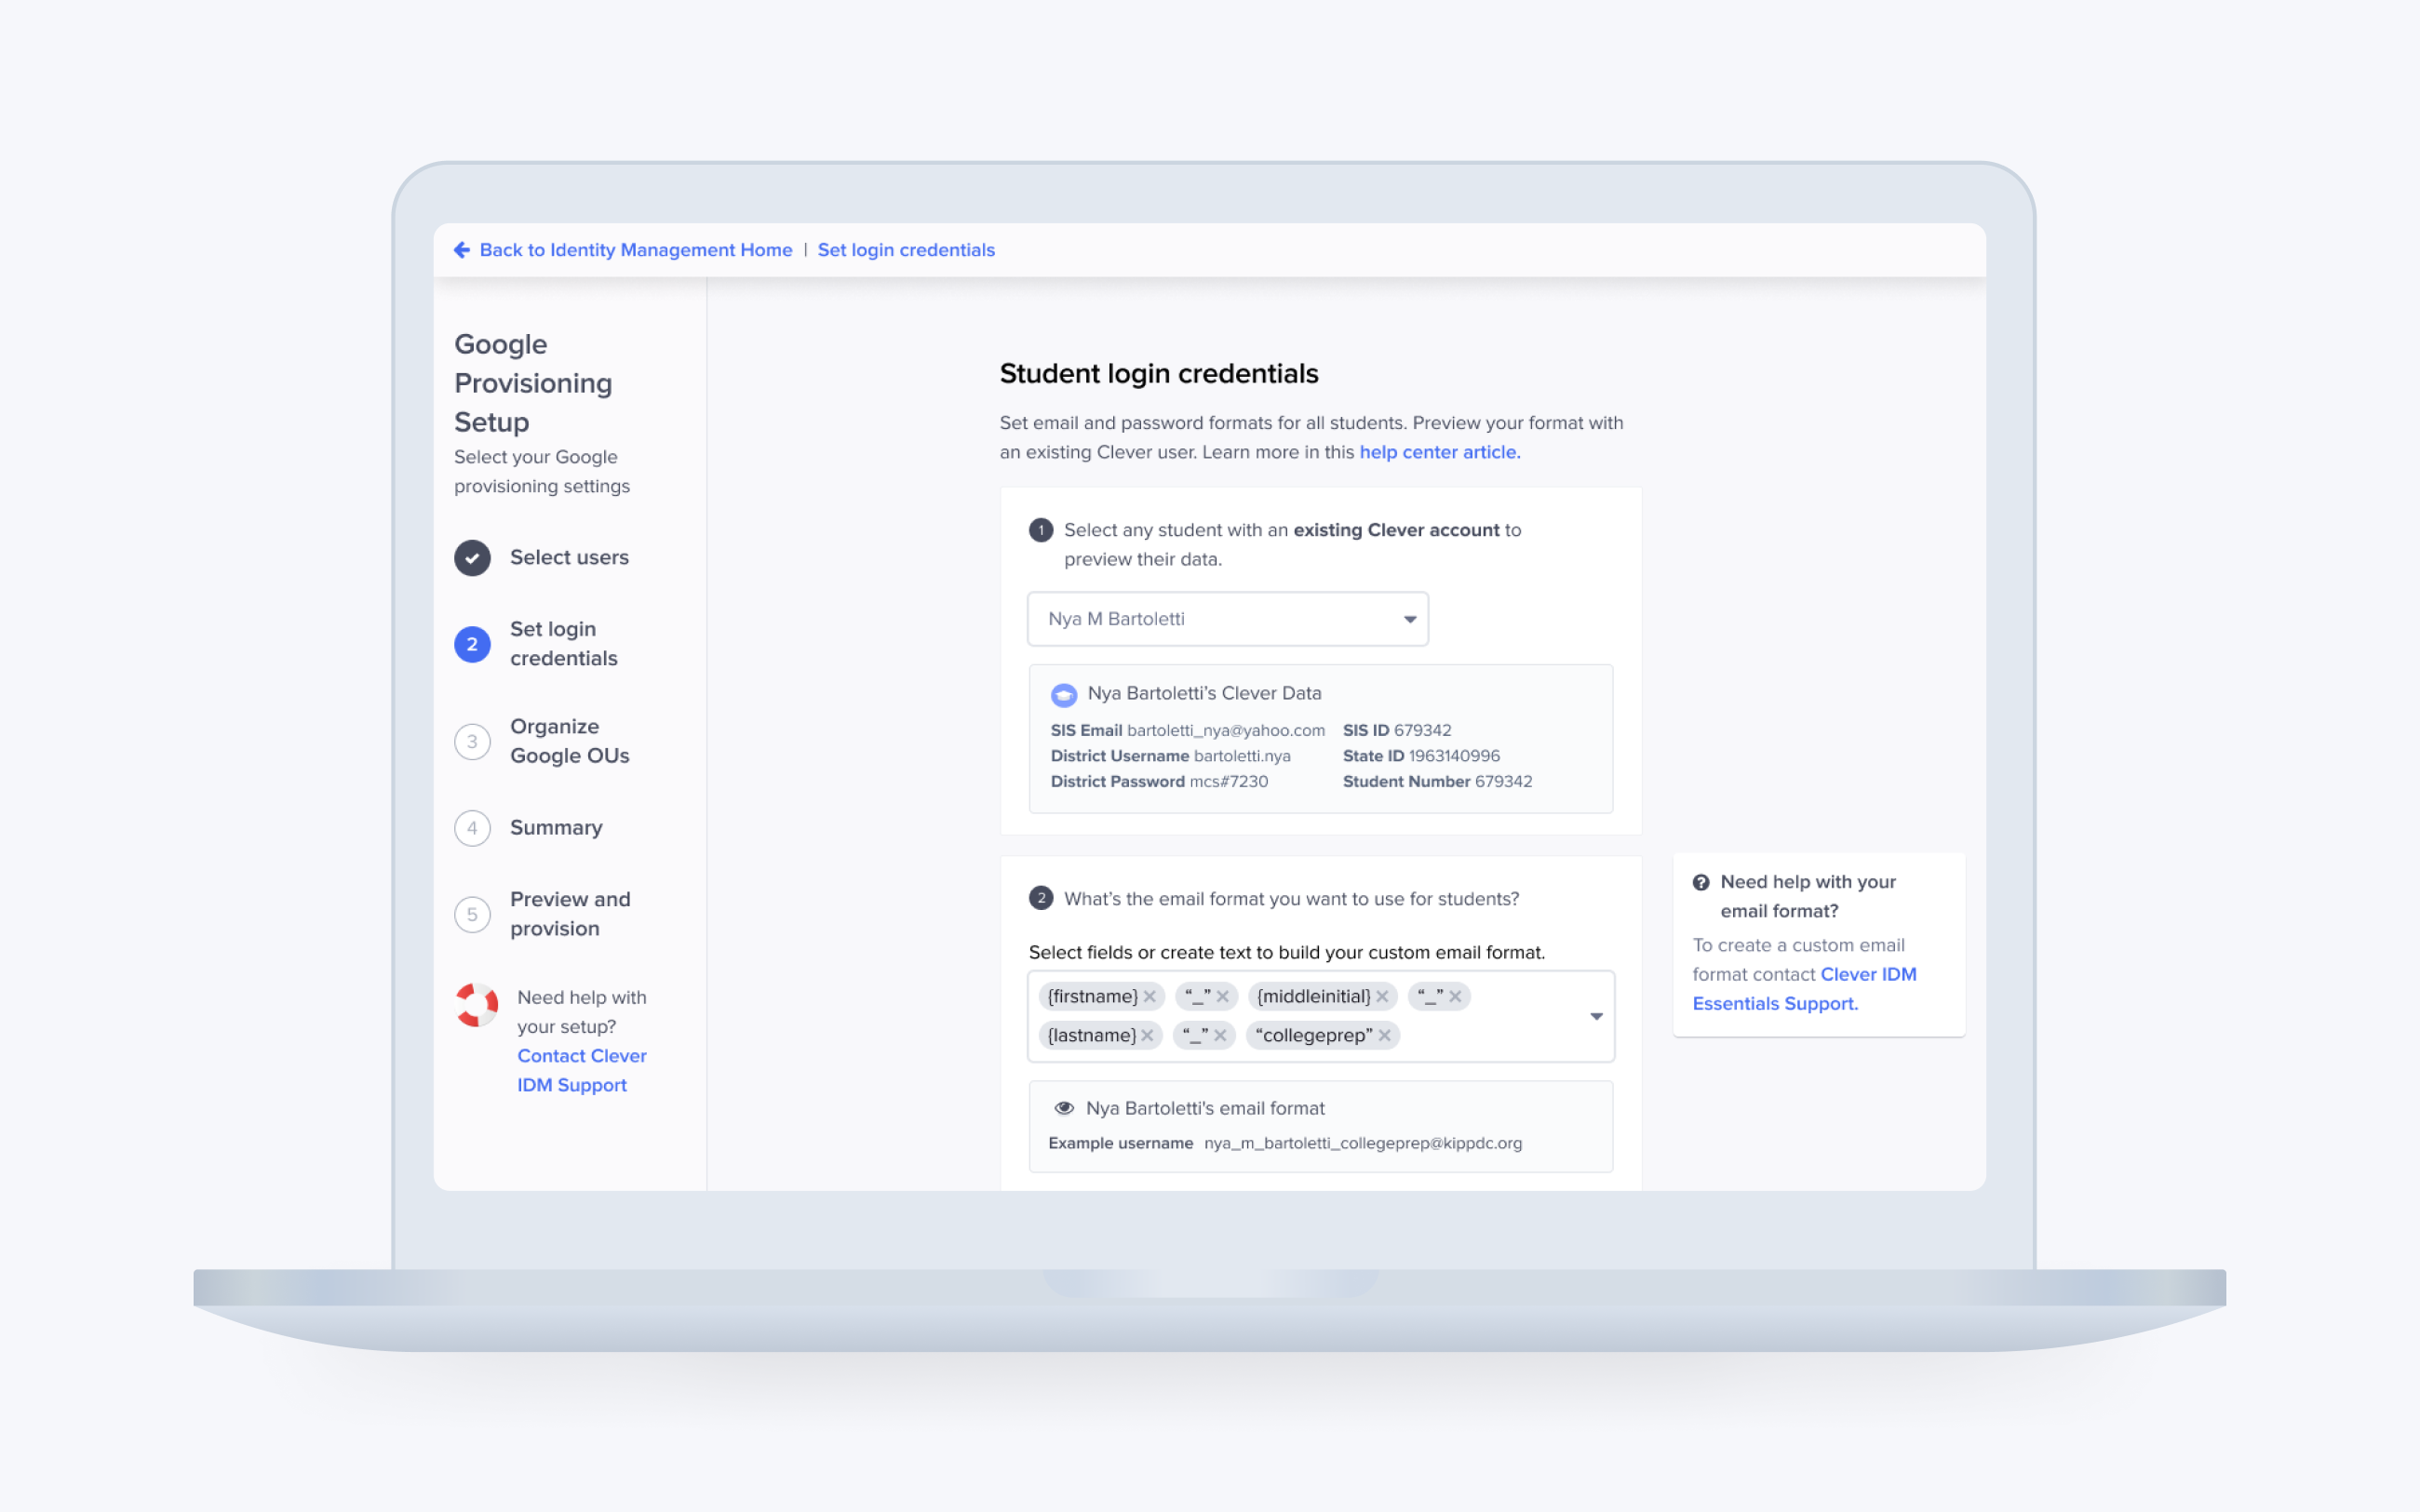 Back to Identity Management Home | Set login credentials
Google
Provisioning
Setup
Select your Google
provisioning settings
Select users
2 Set login
credentials
3 Organize
Google OUs
4 Summary
5 Preview and
provision
Need help with
your setup?
Contact Clever
IDM Support
Student login credentials
Set email and password formats for all students. Preview your format with
an existing Clever user. Learn more in this help center article.
1 Select any student with an existing Clever account to
preview their data.
Nya M Bartoletti
Nya Bartoletti’s Clever Data
SIS Email bartoletti_nya@yahoo.com SIS ID 679342
District Username bartoletti.nya State ID 1963140996
District Password mcs#7230 Student Number 679342
2 What’s the email format you want to use for students?
Select fields or create text to build your custom email format.
{firstname} × “_” × {middleinitial} × “_” ×
{lastname} × “_” × “collegeprep” ×
Nya Bartoletti's email format
Example username nya_m_bartoletti_collegeprep@kippdc.org
? Need help with your
email format?
To create a custom email
format contact Clever IDM
Essentials Support.